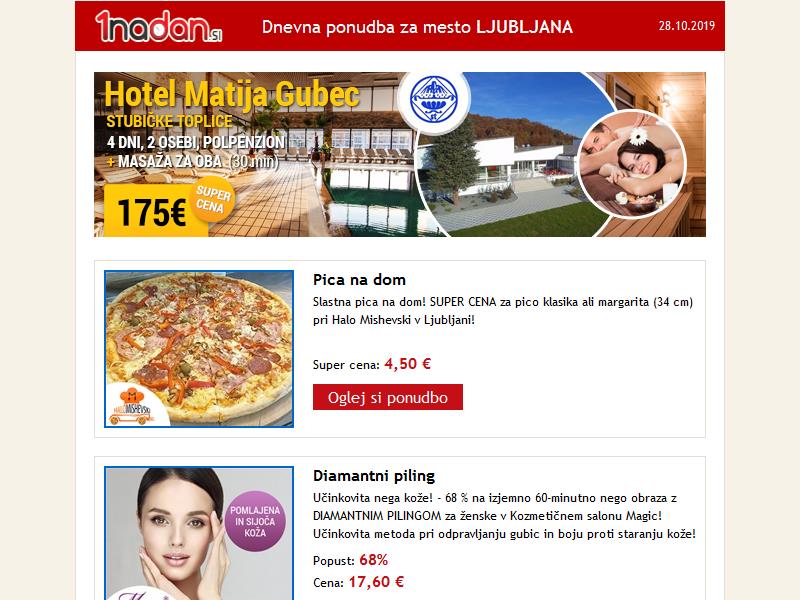 1nadan.si
Dnevna ponudba za mesto LJUBLJANA
28.10.2019
Hotel Matija Gubec
STUBIČKE TOPLICE
4 DNI, 2 OSEBI, POLPENZION
+ MASAŽA ZA OBA (30 min)
175€
SUPER
CENA
Pica na dom
Slastna pica na dom! SUPER CENA za pico klasika ali margarita (34 cm)
pri Halo Mishevski v Ljubljani!
Super cena: 4,50 €
Oglej si ponudbo
HALO MISHEVSKI
Diamantni piling
Učinkovita nega kože! - 68 % na izjemno 60-minutno nego obraza z
DIAMANTNIM PILINGOM za ženske v Kozmetičnem salonu Magic!
Učinkovita metoda pri odpravljanju gubic in boju proti staranju kože!
Popust: 68%
Cena: 17,60 €
POMLAJENA
IN SIJOČA
KOŽA